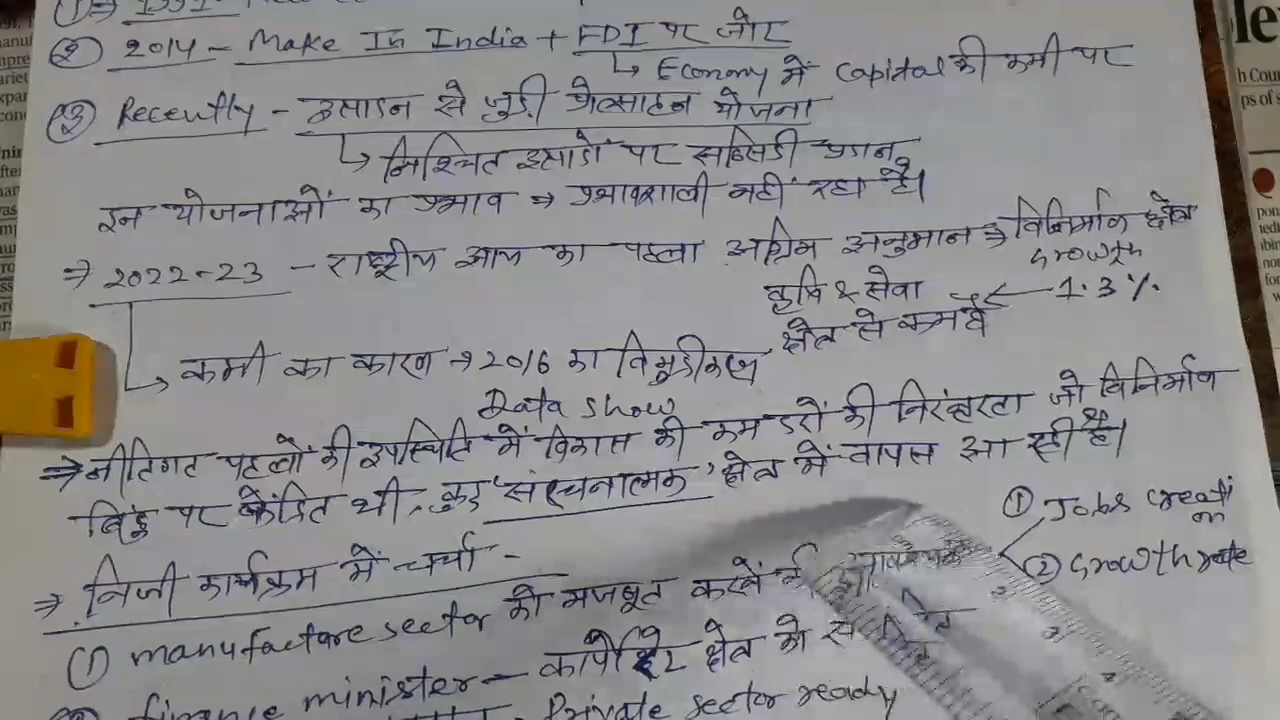 ② 2014 - Make In India + FDI पर जोर
↳ Economy में Capital की कमी पर
③ Recently - उत्पादन से जुड़ी प्रोत्साहन योजना
↳ निश्चित उत्पादों पर सब्सिडी प्रदान
इन योजनाओं का प्रभाव → प्रभावशाली नहीं रहा है।
⇒ 2022-23 - राष्ट्रीय आय का पहला अग्रिम अनुमान ⇒ विनिर्माण क्षेत्र
Growth
1.3%
कृषि & सेवा
क्षेत्र से कम है
↳ कमी का कारण → 2016 का विमुद्रीकरण
Data show
⇒ नीतिगत पहलों की उपस्थिति में विकास की कम दरों की निरंतरता जो विनिर्माण
बिंदु पर केंद्रित थी, कुछ 'संरचनात्मक' क्षेत्र में वापस आ रही है।
⇒ निजी कार्यक्रम में चर्चा -
① Jobs creation
② Growth rate
(1) manufacture sector को मजबूत करने की
finance minister - कार्पोरेट क्षेत्र को
Private sector ready